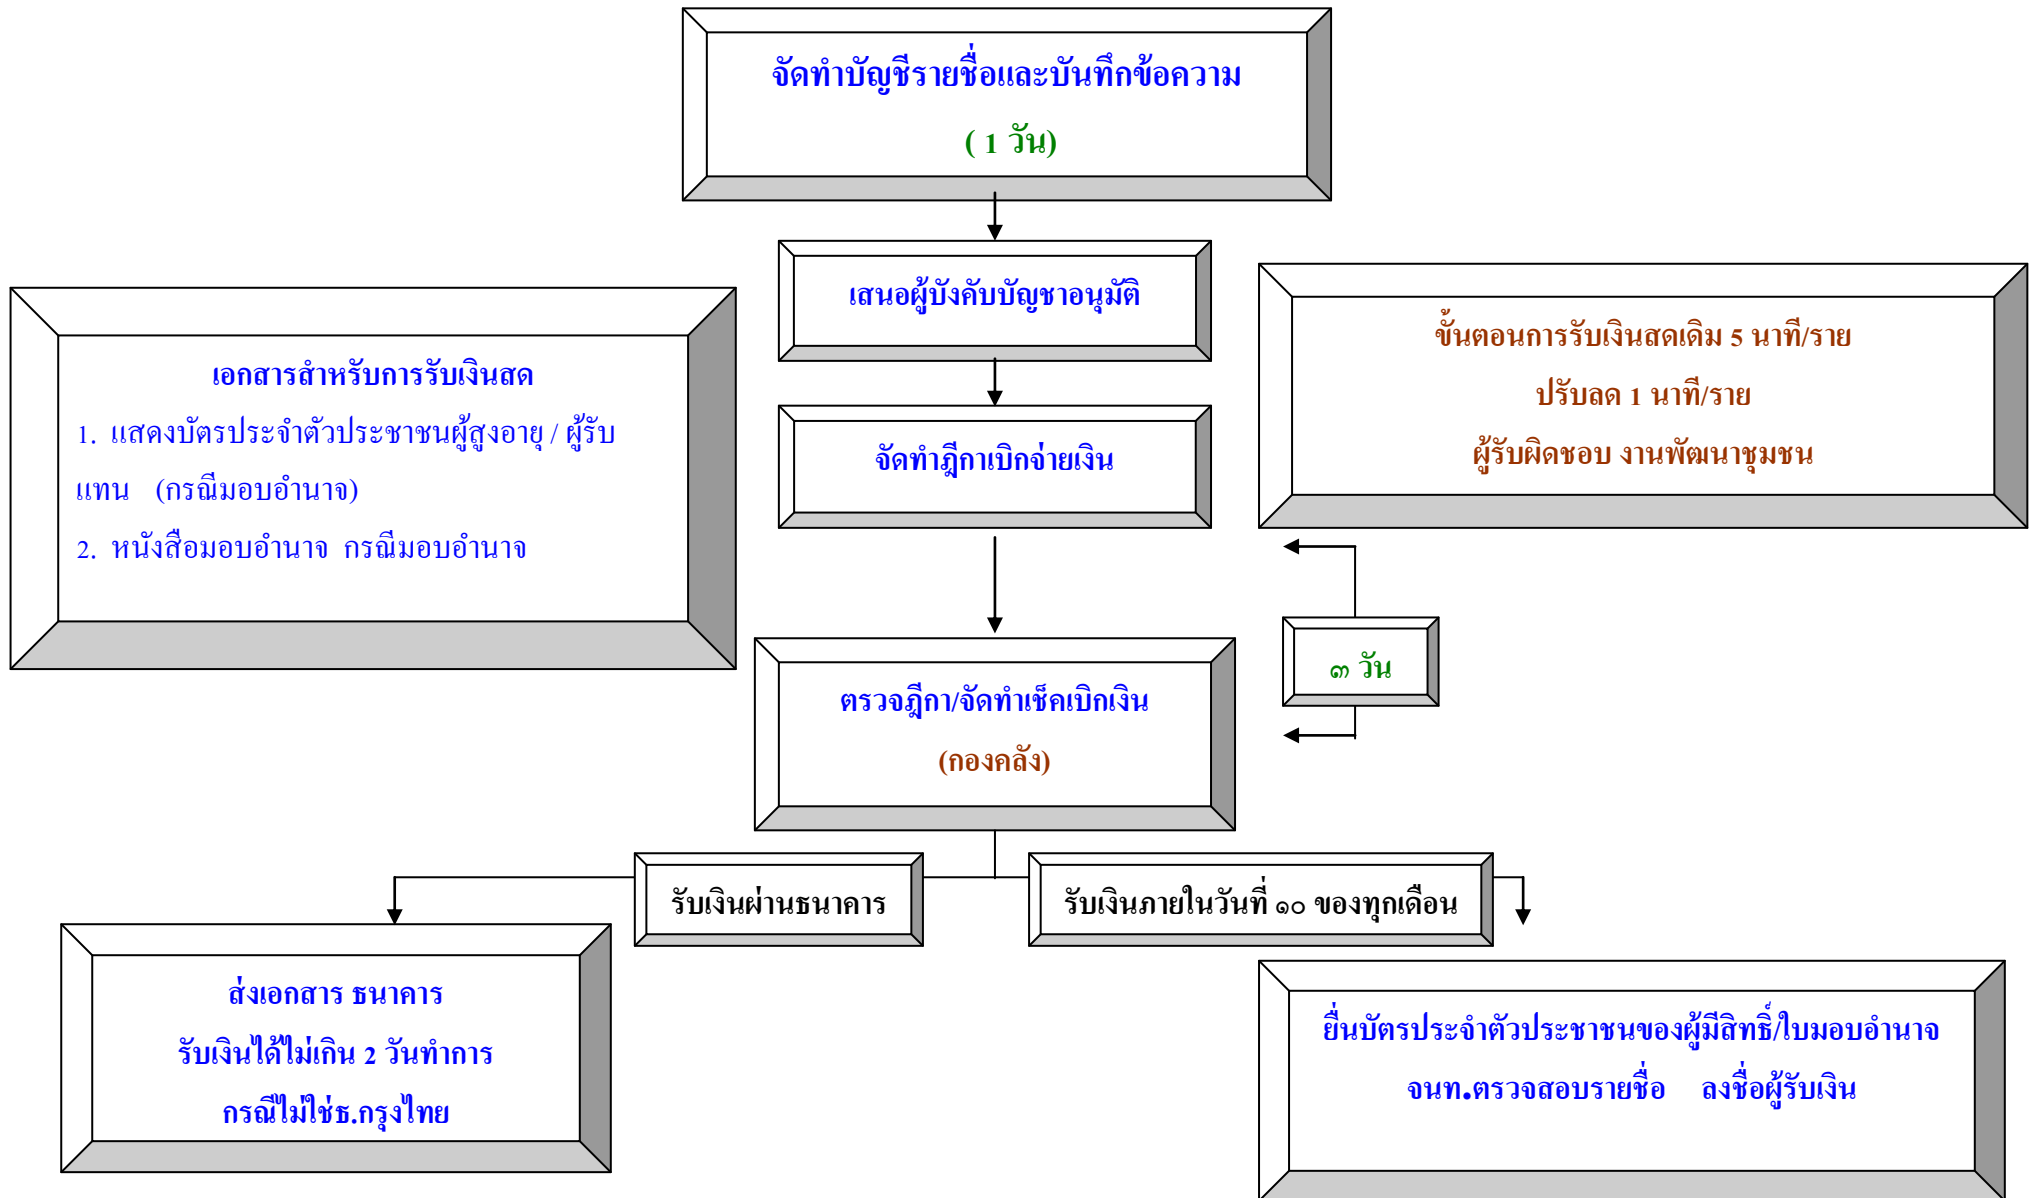 จัดทำบัญชีรายชื่อและบันทึกข้อความ
( 1 วัน)
เสนอผู้บังคับบัญชาอนุมัติ
เอกสารสำหรับการรับเงินสด
1. แสดงบัตรประจำตัวประชาชนผู้สูงอายุ / ผู้รับ
แทน (กรณีมอบอำนาจ)
2. หนังสือมอบอำนาจ กรณีมอบอำนาจ
ขั้นตอนการรับเงินสดเดิม 5 นาที/ราย
ปรับลด 1 นาที/ราย
ผู้รับผิดชอบ งานพัฒนาชุมชน
จัดทำฎีกาเบิกจ่ายเงิน
๓ วัน
ตรวจฎีกา/จัดทำเช็คเบิกเงิน
(กองคลัง)
รับเงินผ่านธนาคาร
รับเงินภายในวันที่ ๑๐ ของทุกเดือน
ส่งเอกสาร ธนาคาร
รับเงินได้ไม่เกิน 2 วันทำการ
กรณีไม่ใช่ธ.กรุงไทย
ยื่นบัตรประจำตัวประชาชนของผู้มีสิทธิ์/ใบมอบอำนาจ
จนท.ตรวจสอบรายชื่อ ลงชื่อผู้รับเงิน